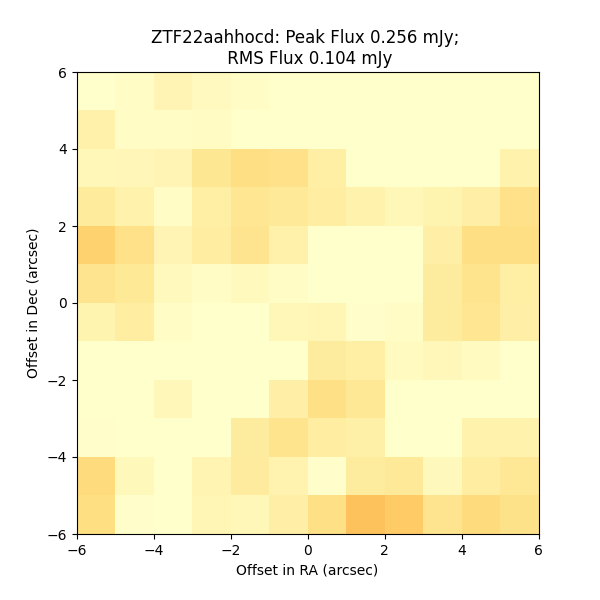 ZTF22aahhocd: Peak Flux 0.256 mJy;
RMS Flux 0.104 mJy
6
4
2
0
−2
−4
−6
Offset in Dec (arcsec)
−6 −4 −2 0 2 4 6
Offset in RA (arcsec)